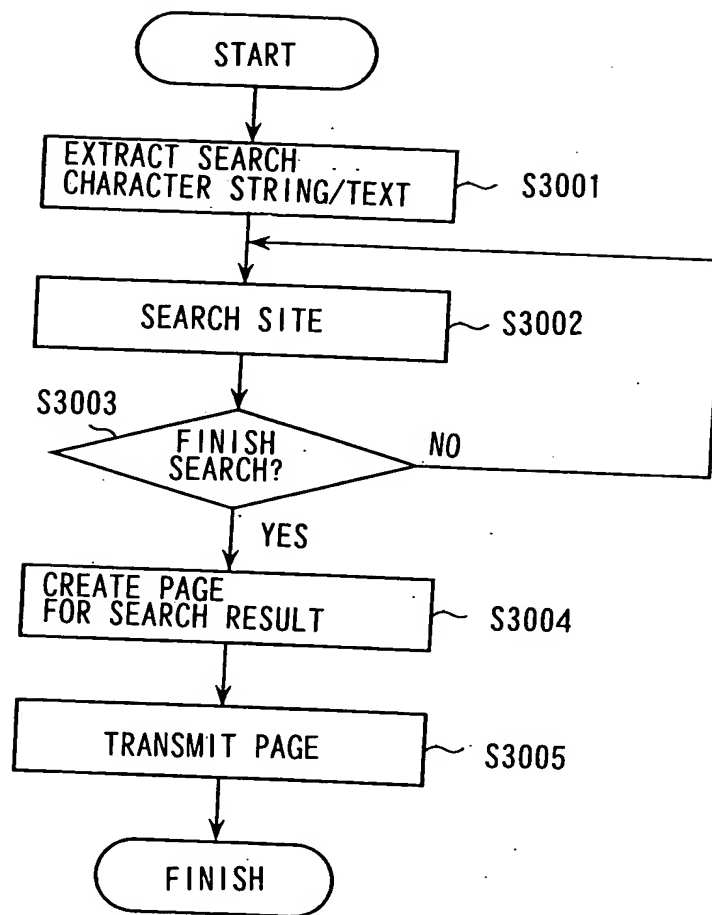 START
EXTRACT SEARCH
CHARACTER STRING/TEXT
S3001
SEARCH SITE
S3002
S3003
FINISH
SEARCH?
NO
YES
CREATE PAGE
FOR SEARCH RESULT
S3004
TRANSMIT PAGE
S3005
FINISH